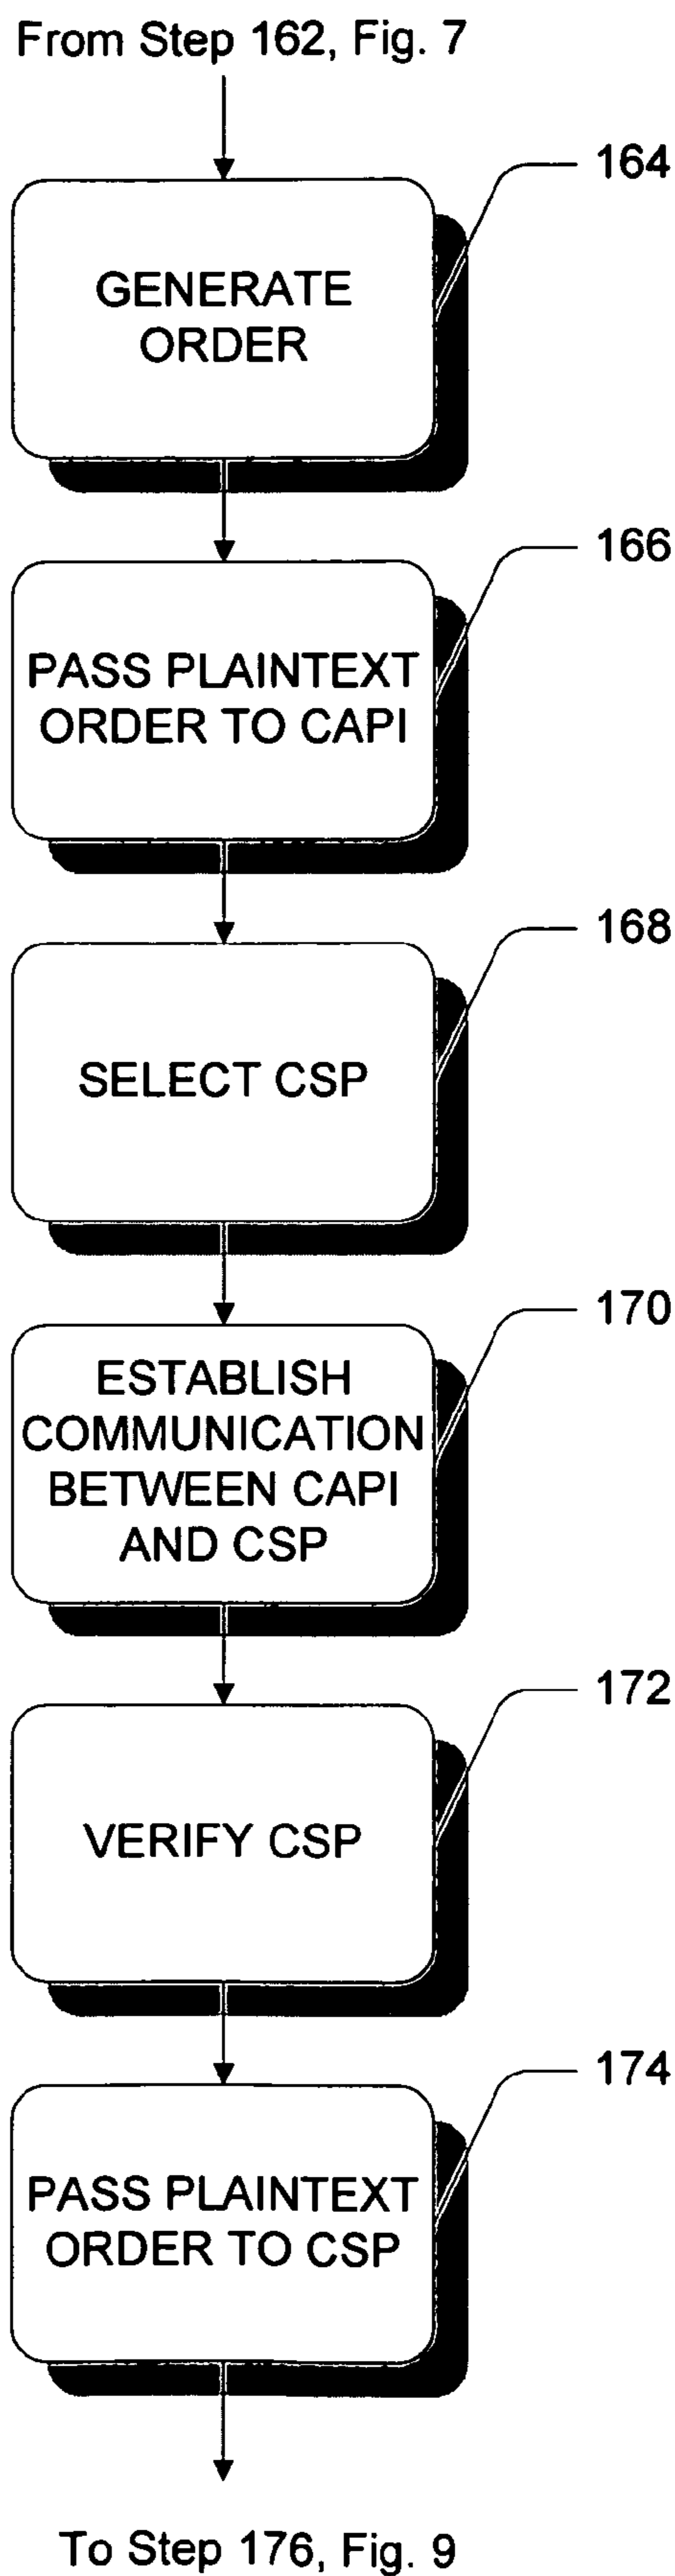 From Step 162, Fig. 7
164
GENERATE
ORDER
166
PASS PLAINTEXT
ORDER TO CAPI
168
SELECT CSP
170
ESTABLISH
COMMUNICATION
BETWEEN CAPI
AND CSP
172
VERIFY CSP
174
PASS PLAINTEXT
ORDER TO CSP
To Step 176, Fig. 9